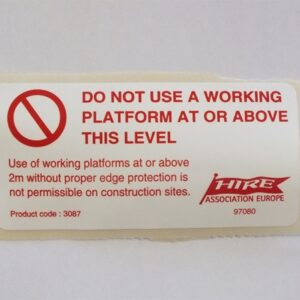 DO NOT USE A WORKING
PLATFORM AT OR ABOVE
THIS LEVEL
Use of working platforms at or above
2m without proper edge protection is
not permissible on construction sites.
HIRE
ASSOCIATION EUROPE
Product code : 3087
97080